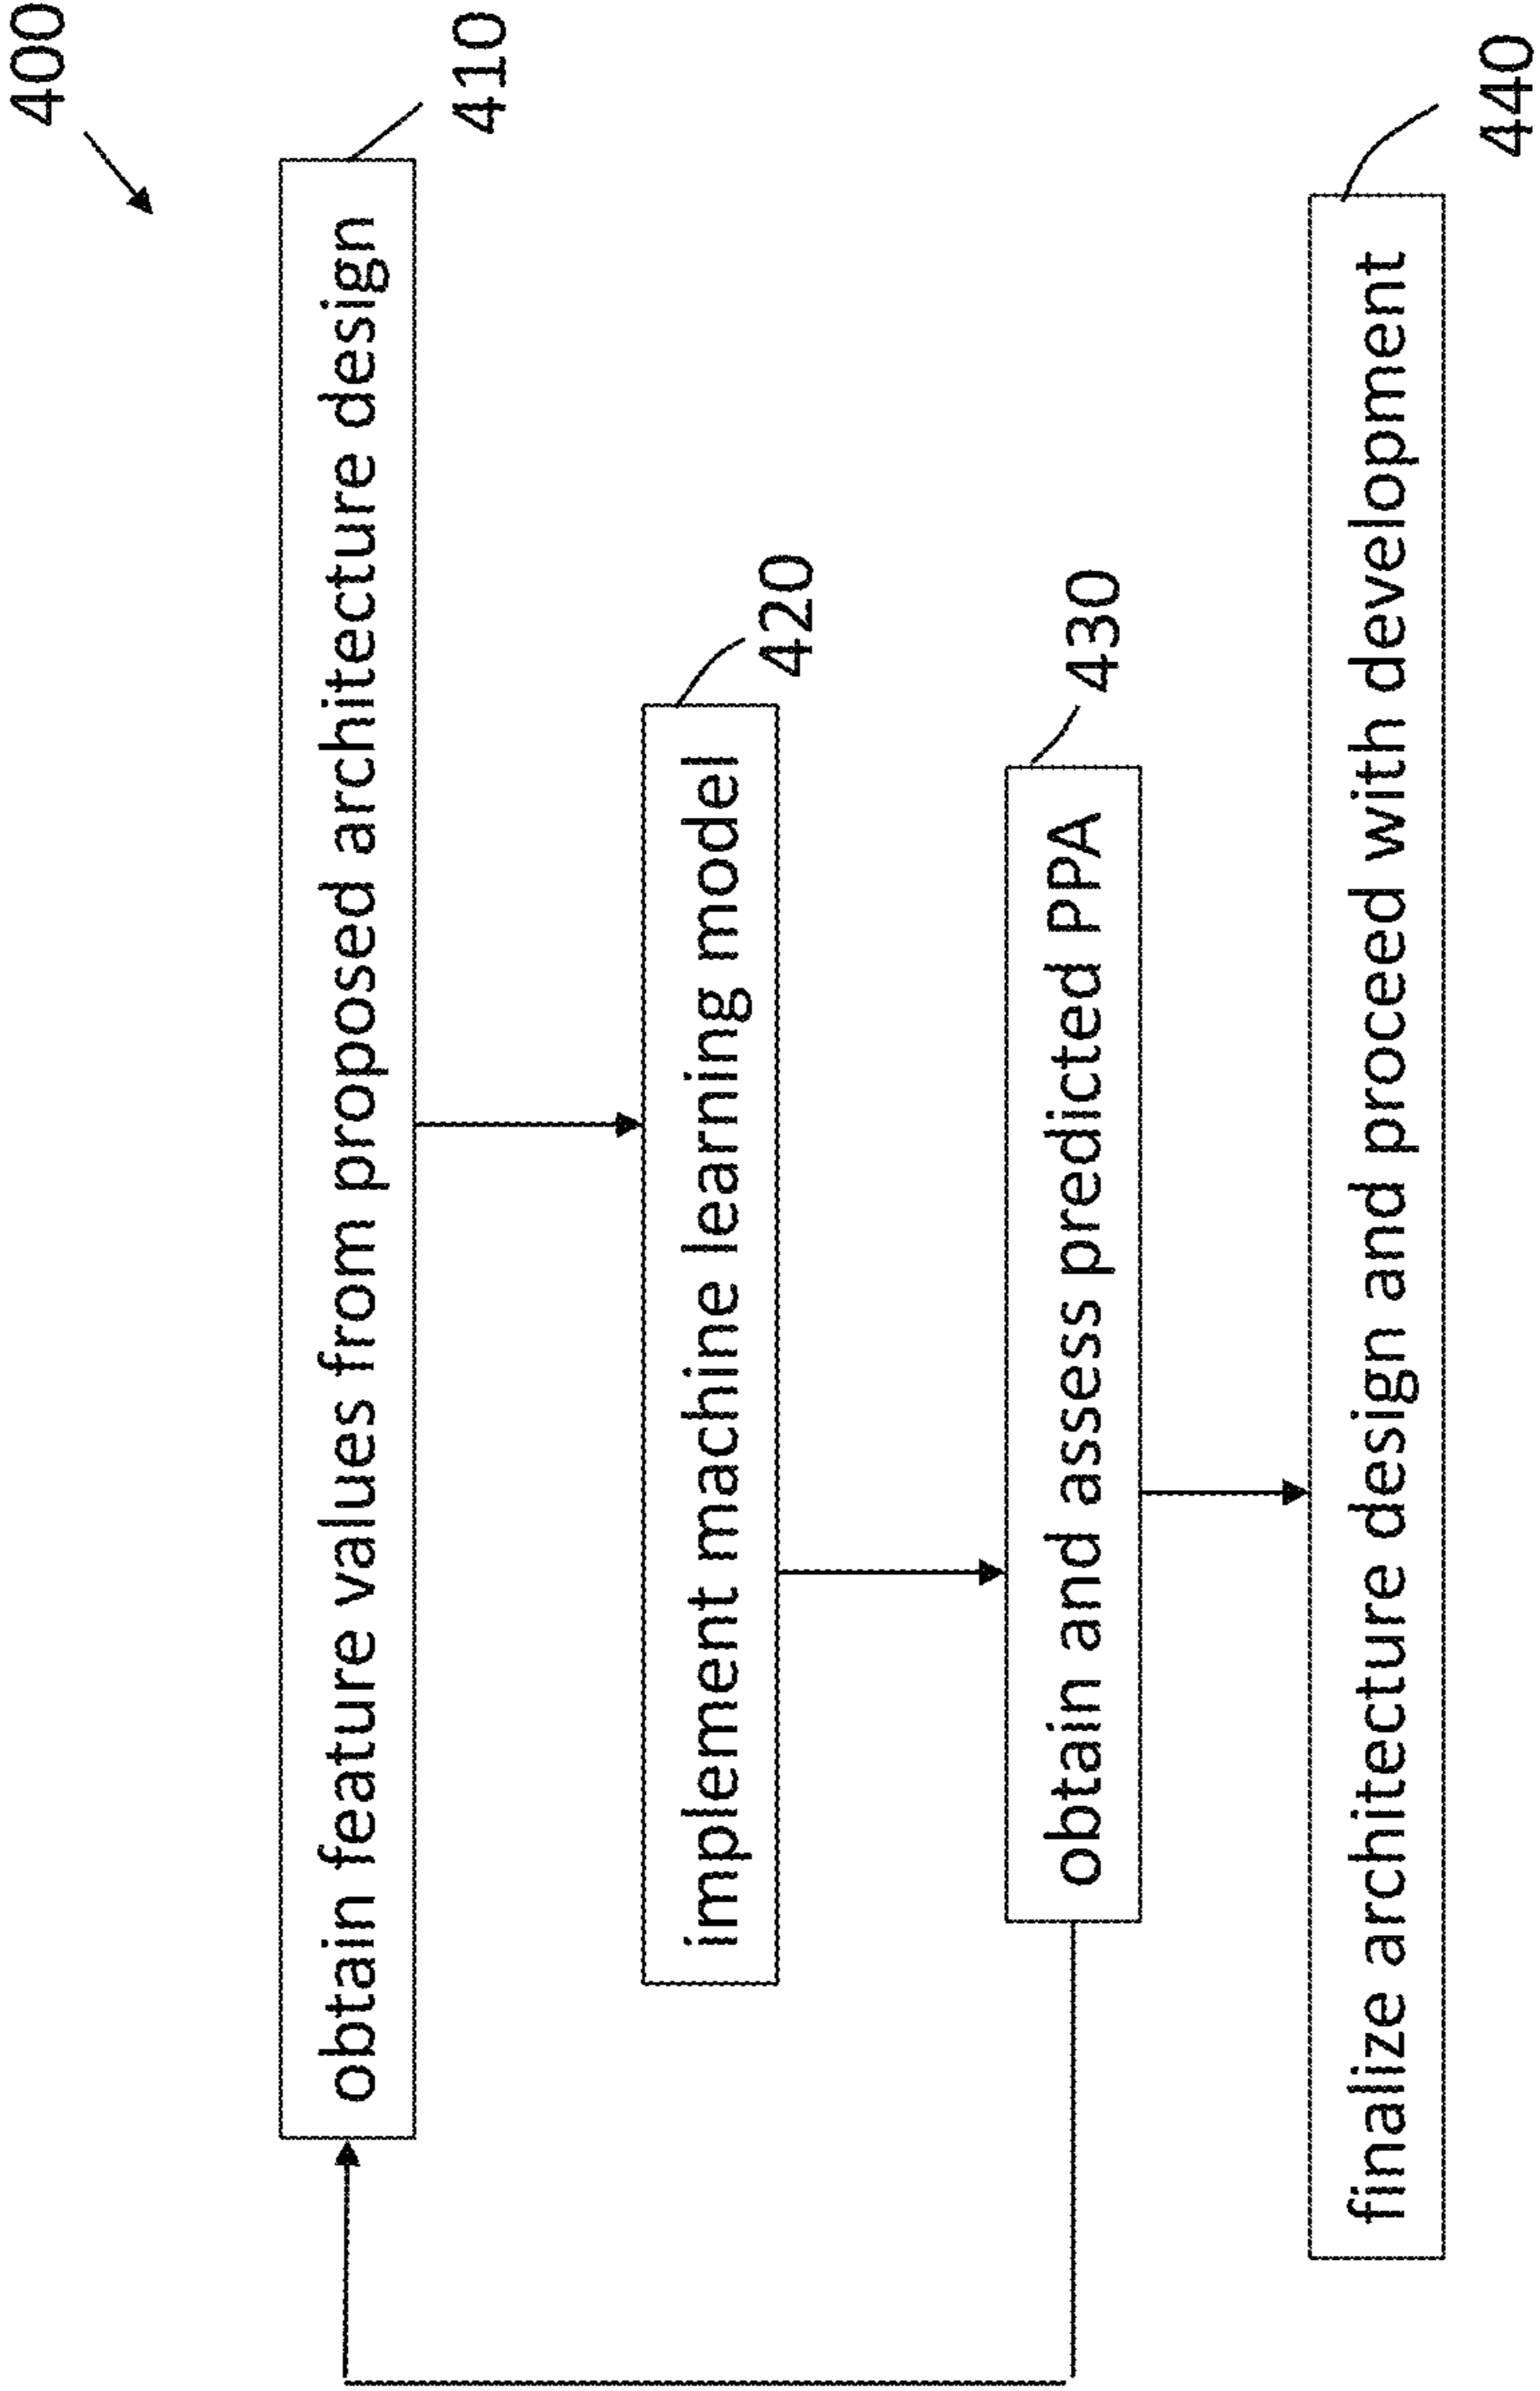 400
obtain feature values from proposed architecture design
410
implement machine learning model
420
obtain and assess predicted PPA
430
finalize architecture design and proceed with development
440